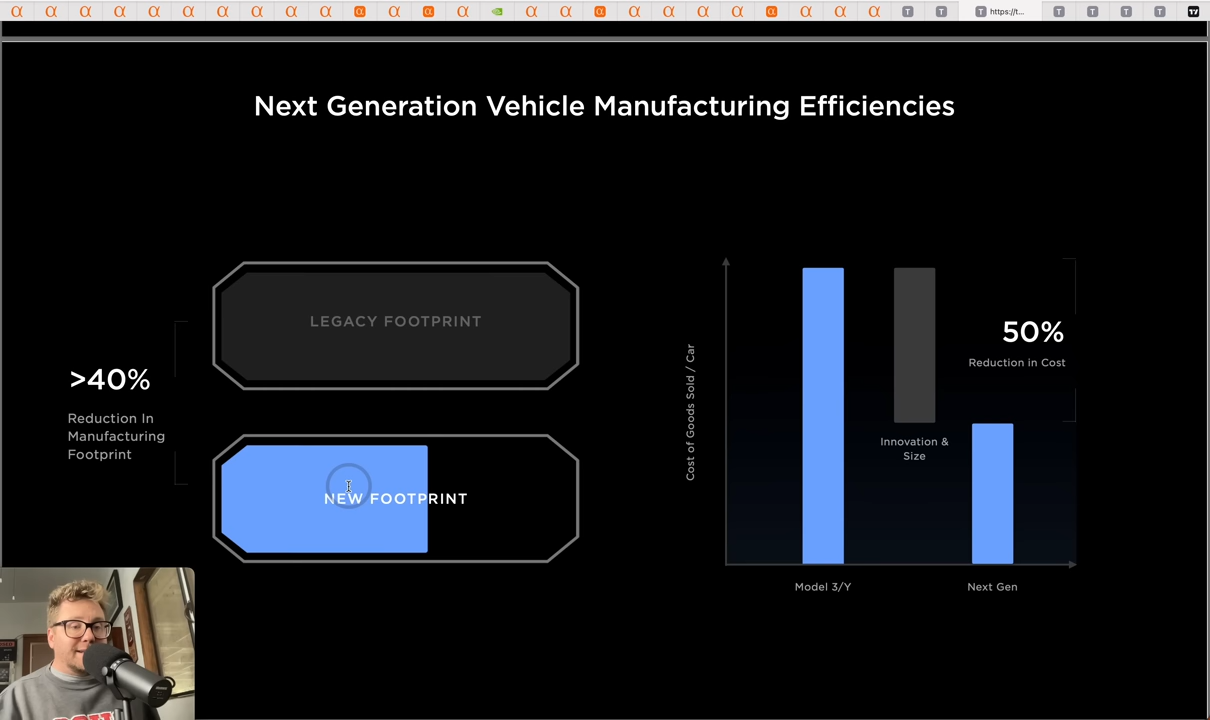 https://t...
Next Generation Vehicle Manufacturing Efficiencies
LEGACY FOOTPRINT
>40%
Reduction In
Manufacturing
Footprint
NEW FOOTPRINT
Cost of Goods Sold / Car
50%
Reduction in Cost
Innovation &
Size
Model 3/Y
Next Gen